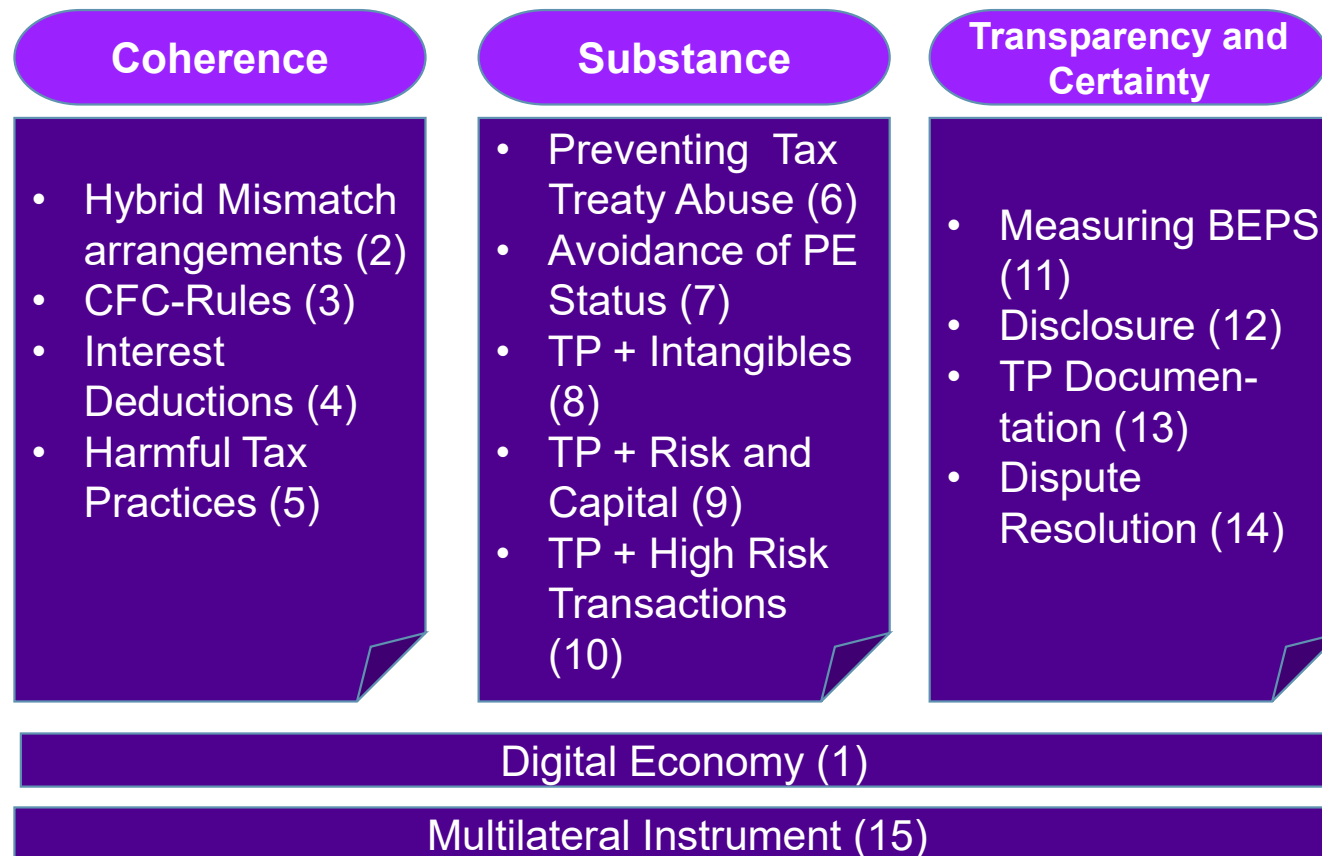 Coherence
• Hybrid Mismatch
arrangements (2)
• CFC-Rules (3)
• Interest
Deductions (4)
• Harmful Tax
Practices (5)
Substance
• Preventing Tax
Treaty Abuse (6)
• Avoidance of PE
Status (7)
• TP + Intangibles
(8)
• TP + Risk and
Capital (9)
• TP + High Risk
Transactions
(10)
Transparency and
Certainty
• Measuring BEPS
(11)
• Disclosure (12)
• TP Documen-
tation (13)
• Dispute
Resolution (14)
Digital Economy (1)
Multilateral Instrument (15)